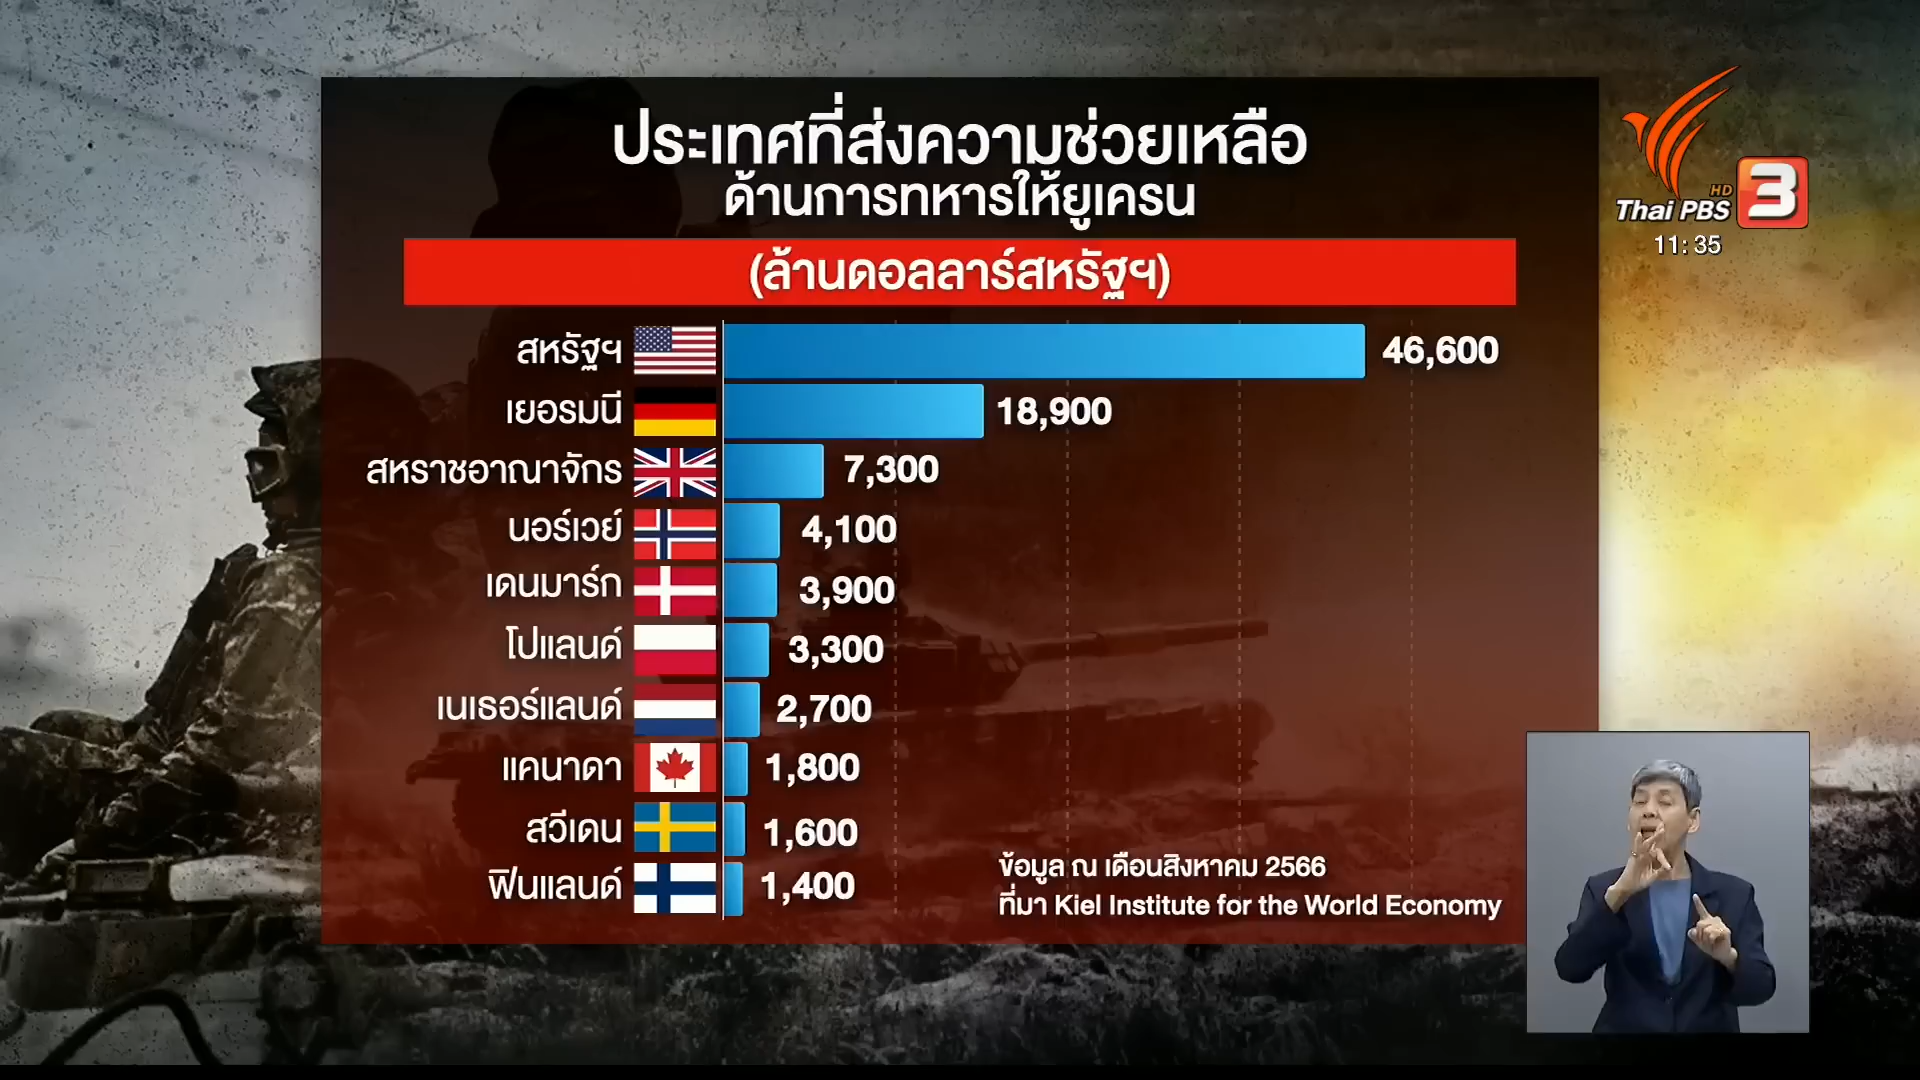 ประเทศที่ส่งความช่วยเหลือ
ด้านการทหารให้ยูเครน
(ล้านดอลลาร์สหรัฐฯ)
HD
Thai PBS 3
11:35
สหรัฐฯ 46,600
เยอรมนี 18,900
สหราชอาณาจักร 7,300
นอร์เวย์ 4,100
เดนมาร์ก 3,900
โปแลนด์ 3,300
เนเธอร์แลนด์ 2,700
แคนาดา 1,800
สวีเดน 1,600
ฟินแลนด์ 1,400
ข้อมูล ณ เดือนสิงหาคม 2566
ที่มา Kiel Institute for the World Economy